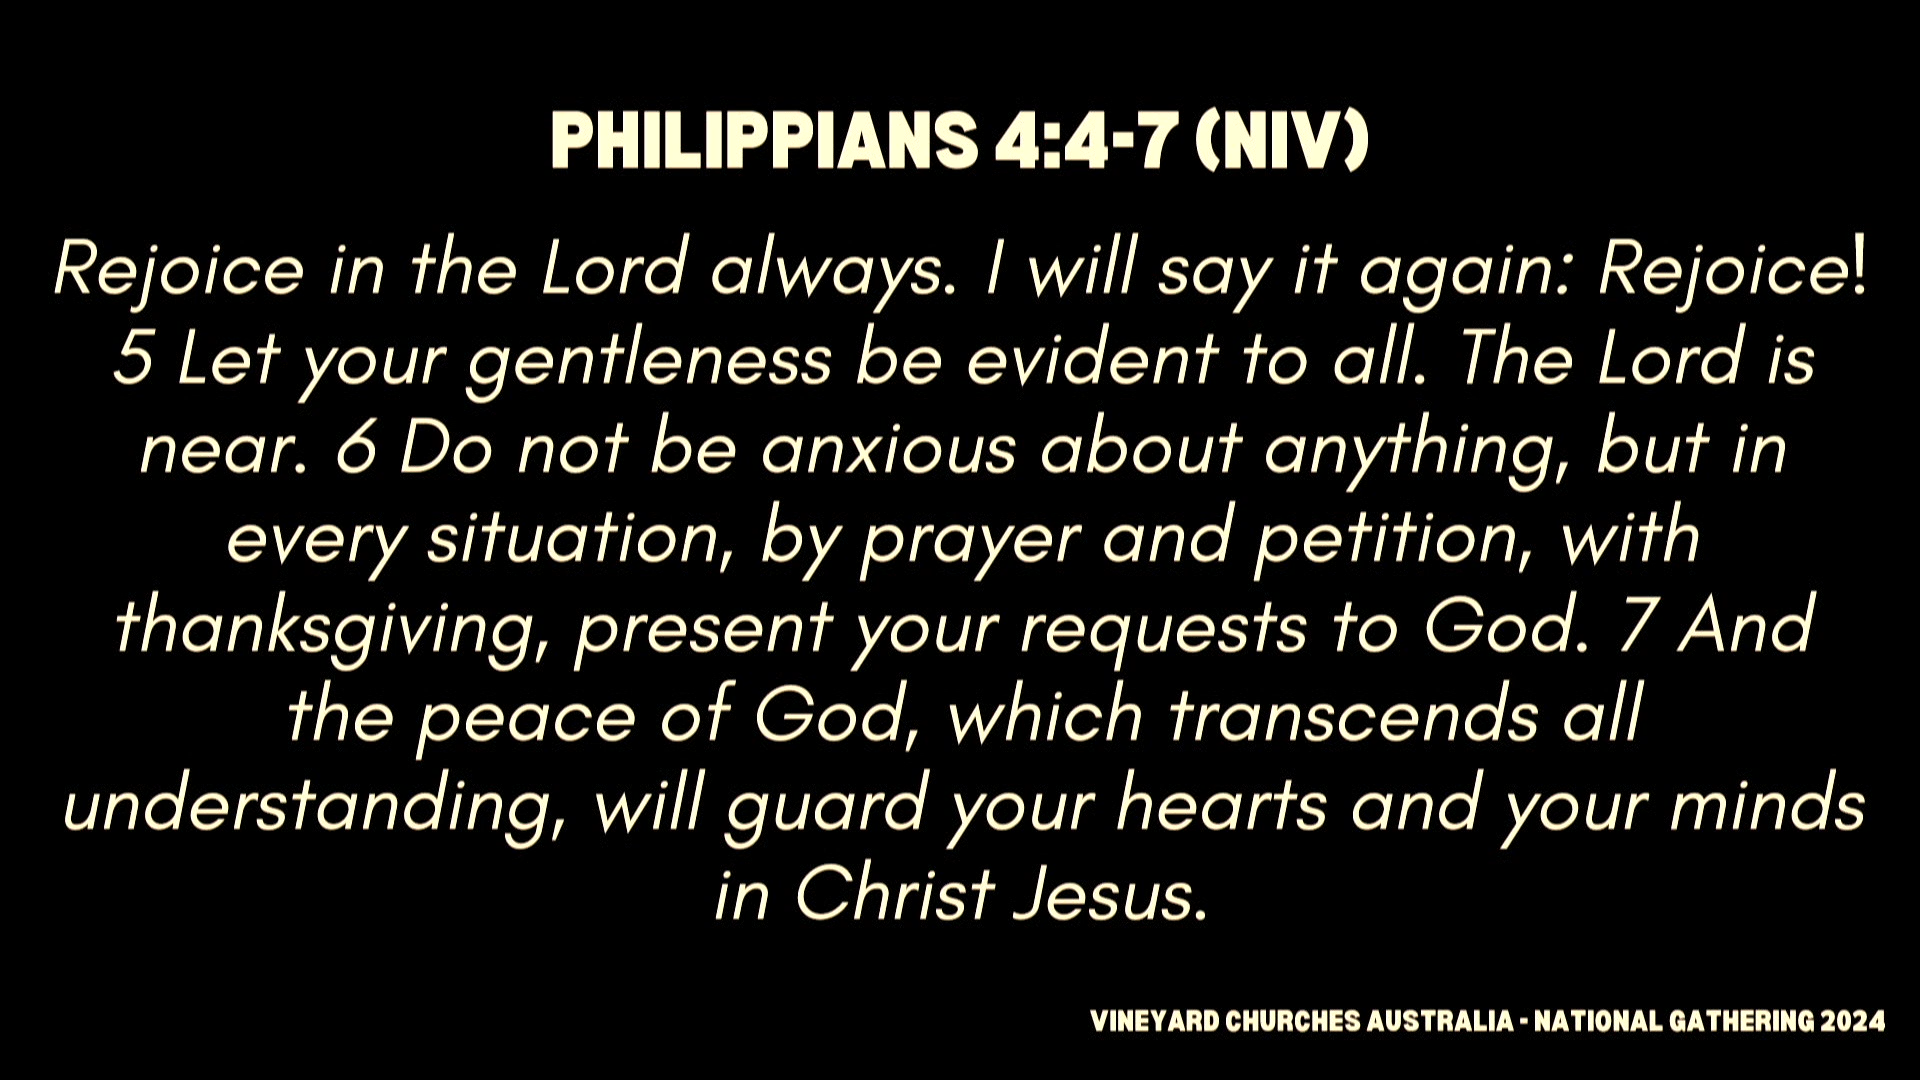 PHILIPPIANS 4:4-7 (NIV)
Rejoice in the Lord always. I will say it again: Rejoice!
5 Let your gentleness be evident to all. The Lord is
near. 6 Do not be anxious about anything, but in
every situation, by prayer and petition, with
thanksgiving, present your requests to God. 7 And
the peace of God, which transcends all
understanding, will guard your hearts and your minds
in Christ Jesus.
VINEYARD CHURCHES AUSTRALIA - NATIONAL GATHERING 2024